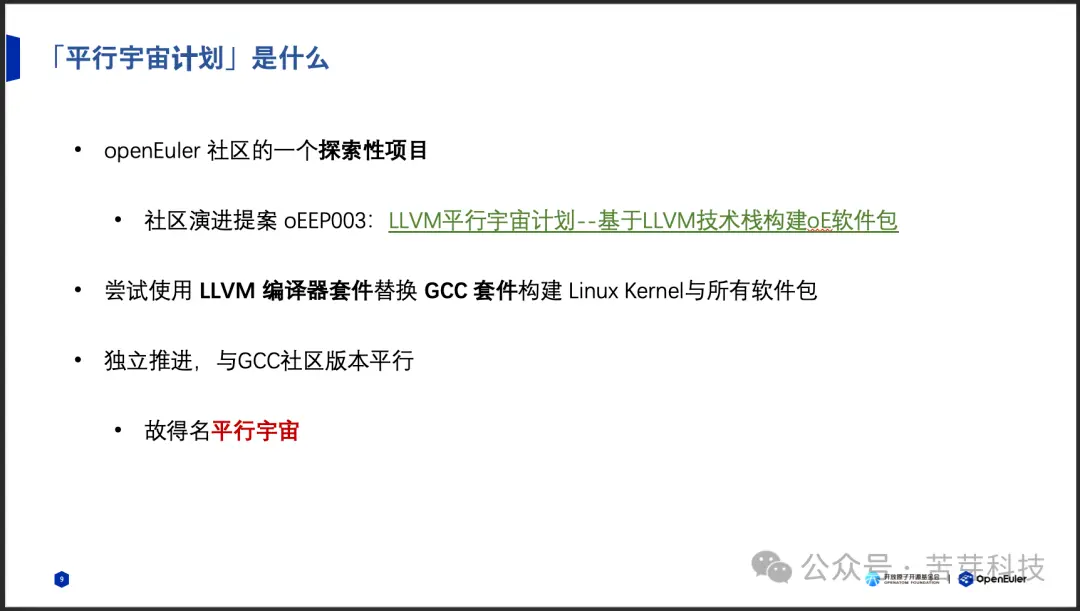 「平行宇宙计划」是什么
• openEuler 社区的一个探索性项目
• 社区演进提案 oEEP003：LLVM平行宇宙计划--基于LLVM技术栈构建oE软件包
• 尝试使用 LLVM 编译器套件替换 GCC 套件构建 Linux Kernel与所有软件包
• 独立推进，与GCC社区版本平行
• 故得名平行宇宙
9
公众号 · 苦芽科技
开放原子开源基金会
OPENATOM FOUNDATION
OpenEuler